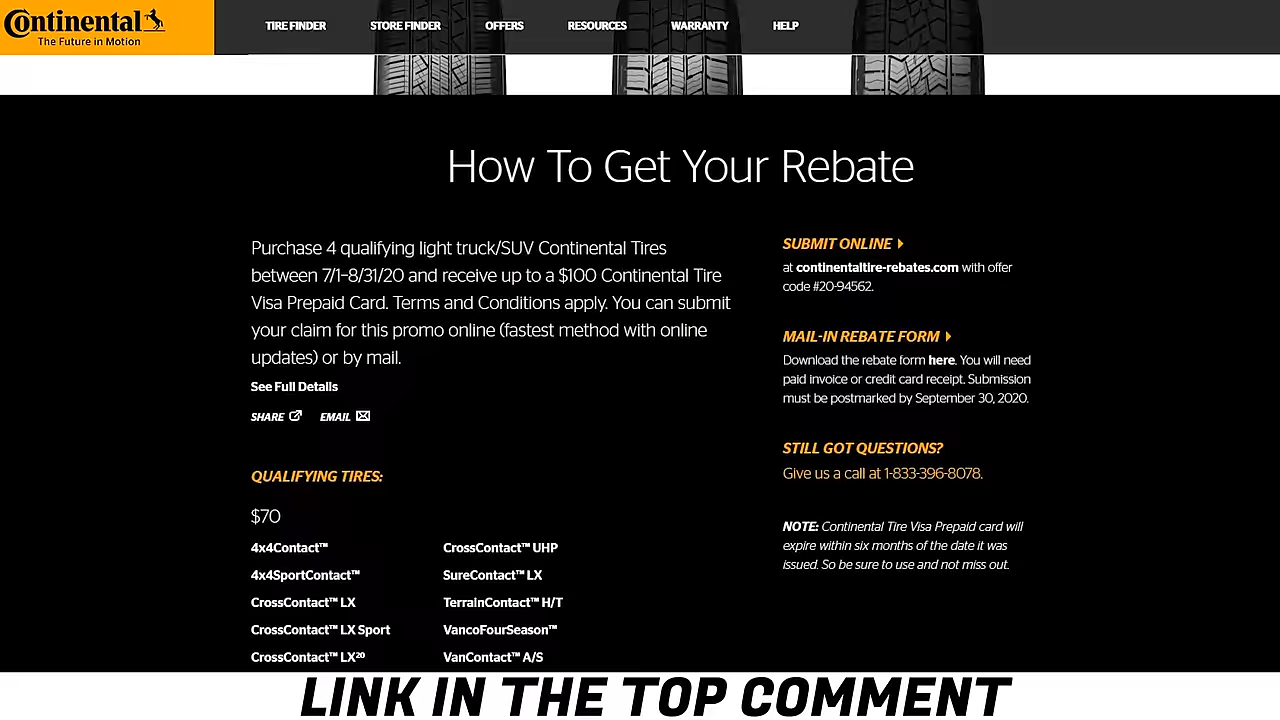 Continental
The Future in Motion
TIRE FINDER
STORE FINDER
OFFERS
RESOURCES
WARRANTY
HELP
How To Get Your Rebate
Purchase 4 qualifying light truck/SUV Continental Tires
between 7/1-8/31/20 and receive up to a $100 Continental Tire
Visa Prepaid Card. Terms and Conditions apply. You can submit
your claim for this promo online (fastest method with online
updates) or by mail.
See Full Details
SHARE
EMAIL
QUALIFYING TIRES:
$70
4x4Contact™
4x4SportContact™
CrossContact™ LX
CrossContact™ LX Sport
CrossContact™ LX²⁰
CrossContact™ UHP
SureContact™ LX
TerrainContact™ H/T
VancoFourSeason™
VanContact™ A/S
SUBMIT ONLINE
at continentaltire-rebates.com with offer
code #20-94562.
MAIL-IN REBATE FORM
Download the rebate form here. You will need
paid invoice or credit card receipt. Submission
must be postmarked by September 30, 2020.
STILL GOT QUESTIONS?
Give us a call at 1-833-396-8078.
NOTE: Continental Tire Visa Prepaid card will
expire within six months of the date it was
issued. So be sure to use and not miss out.
LINK IN THE TOP COMMENT